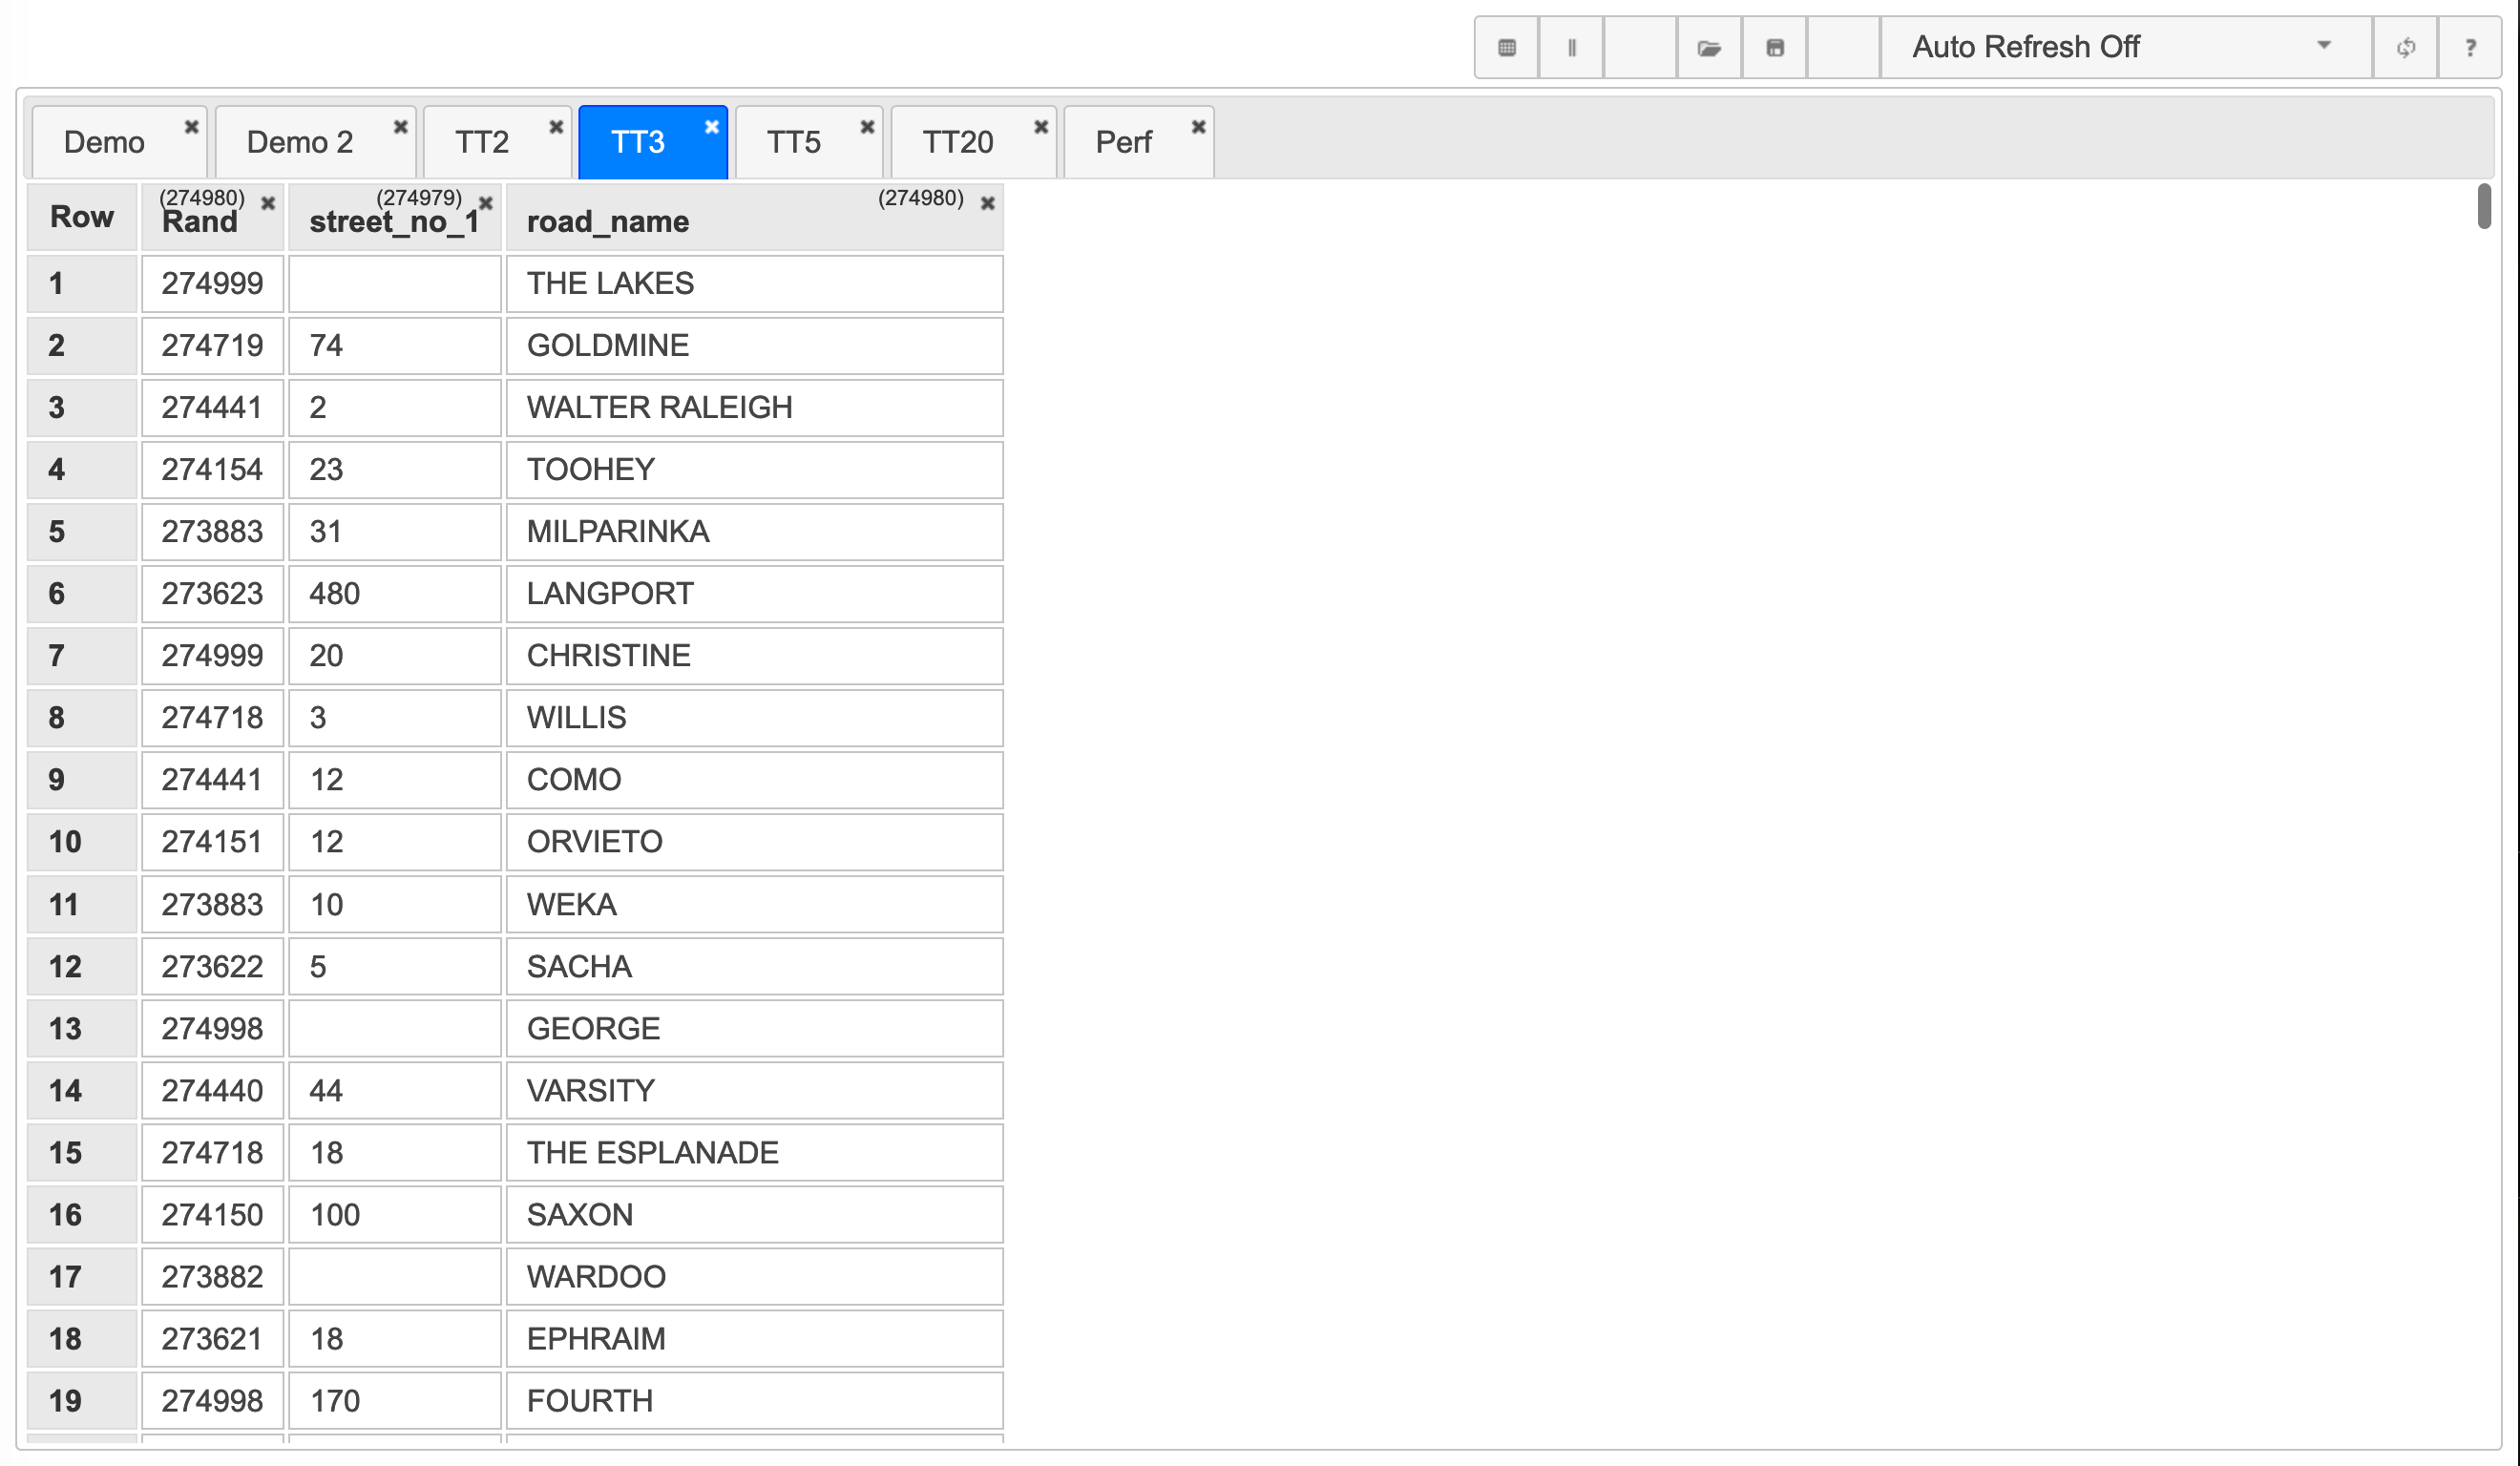 Auto Refresh Off ?
Demo Demo 2 TT2 TT3 TT5 TT20 Perf
(274980) (274979) (274980)
Row Rand street_no_1 road_name
1 274999 THE LAKES
2 274719 74 GOLDMINE
3 274441 2 WALTER RALEIGH
4 274154 23 TOOHEY
5 273883 31 MILPARINKA
6 273623 480 LANGPORT
7 274999 20 CHRISTINE
8 274718 3 WILLIS
9 274441 12 COMO
10 274151 12 ORVIETO
11 273883 10 WEKA
12 273622 5 SACHA
13 274998 GEORGE
14 274440 44 VARSITY
15 274718 18 THE ESPLANADE
16 274150 100 SAXON
17 273882 WARDOO
18 273621 18 EPHRAIM
19 274998 170 FOURTH